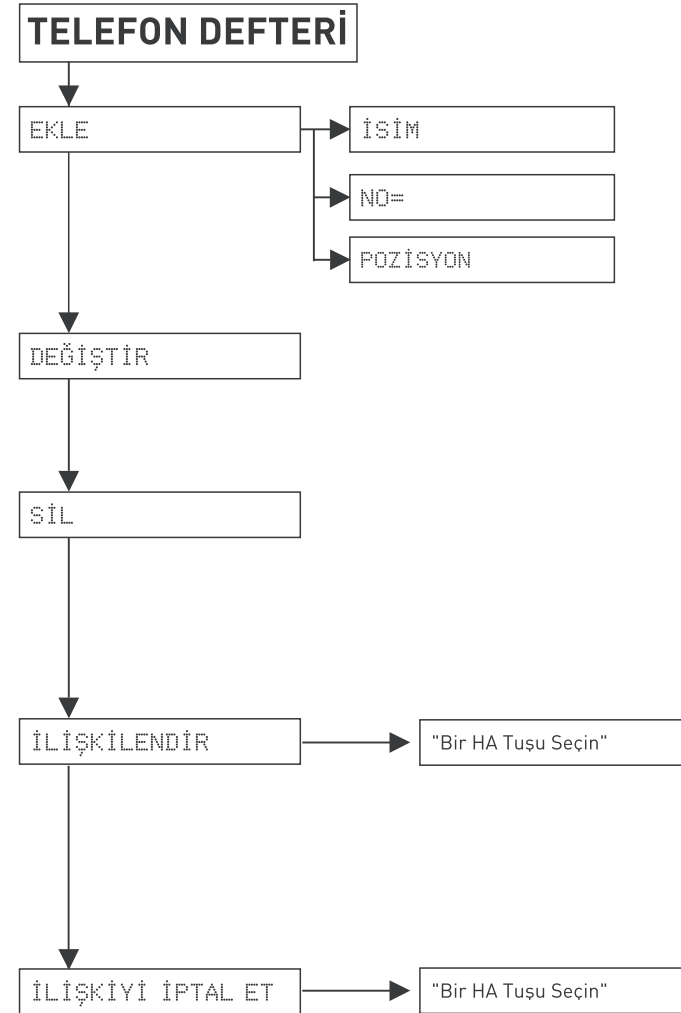 TELEFON DEFTERİ
EKLE
İSİM
NO=
POZİSYON
DEĞİŞTİR
SİL
İLİŞKİLENDİR
"Bir HA Tuşu Seçin"
İLİŞKİYİ İPTAL ET
"Bir HA Tuşu Seçin"